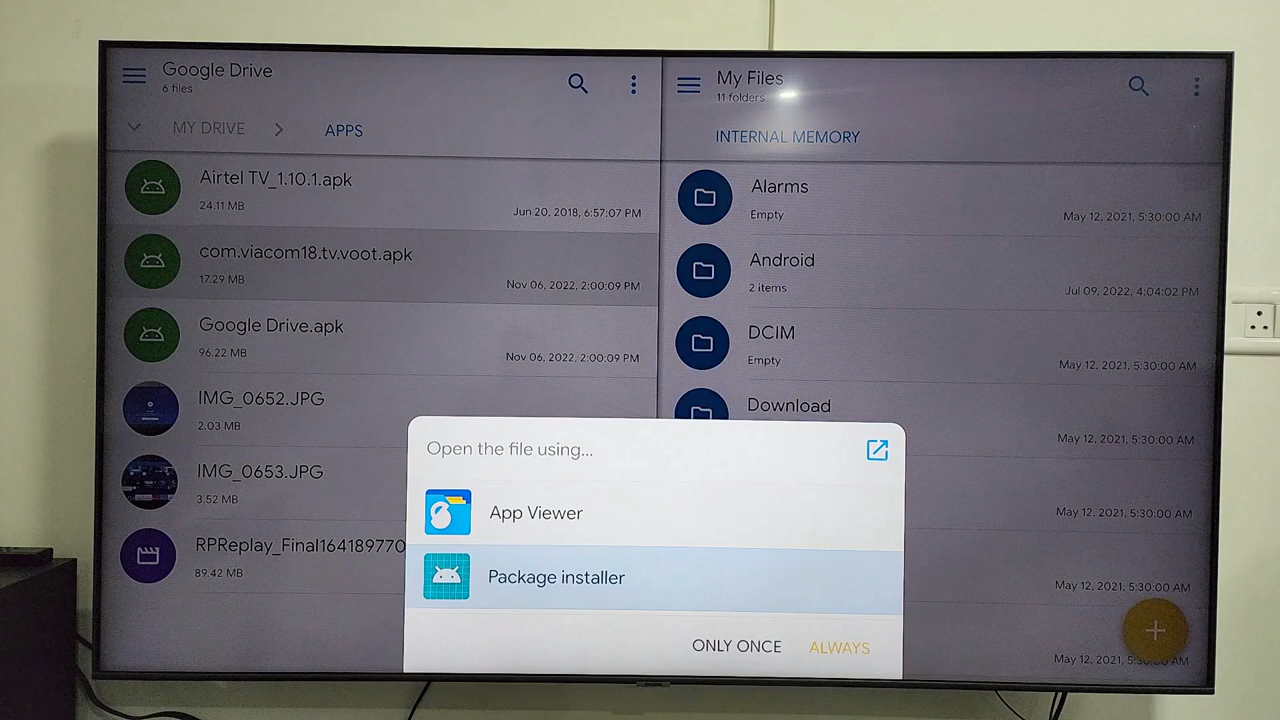 Google Drive
6 files
MY DRIVE
APPS
Airtel TV_1.10.1.apk
24.11 MB
Jun 20, 2018, 6:57:07 PM
com.viacom18.tv.voot.apk
17.29 MB
Nov 06, 2022, 2:00:09 PM
Google Drive.apk
96.22 MB
Nov 06, 2022, 2:00:09 PM
IMG_0652.JPG
2.03 MB
IMG_0653.JPG
3.52 MB
RPReplay_Final164189770
89.42 MB
My Files
11 folders
INTERNAL MEMORY
Alarms
Empty
May 12, 2021, 5:30:00 AM
Android
2 items
Jul 09, 2022, 4:04:02 PM
DCIM
Empty
May 12, 2021, 5:30:00 AM
Download
May 12, 2021, 5:30:00 AM
May 12, 2021, 5:30:00 AM
May 12, 2021, 5:30:00 AM
May 12, 2021, 5:30:00 AM
Open the file using...
App Viewer
Package installer
ONLY ONCE
ALWAYS